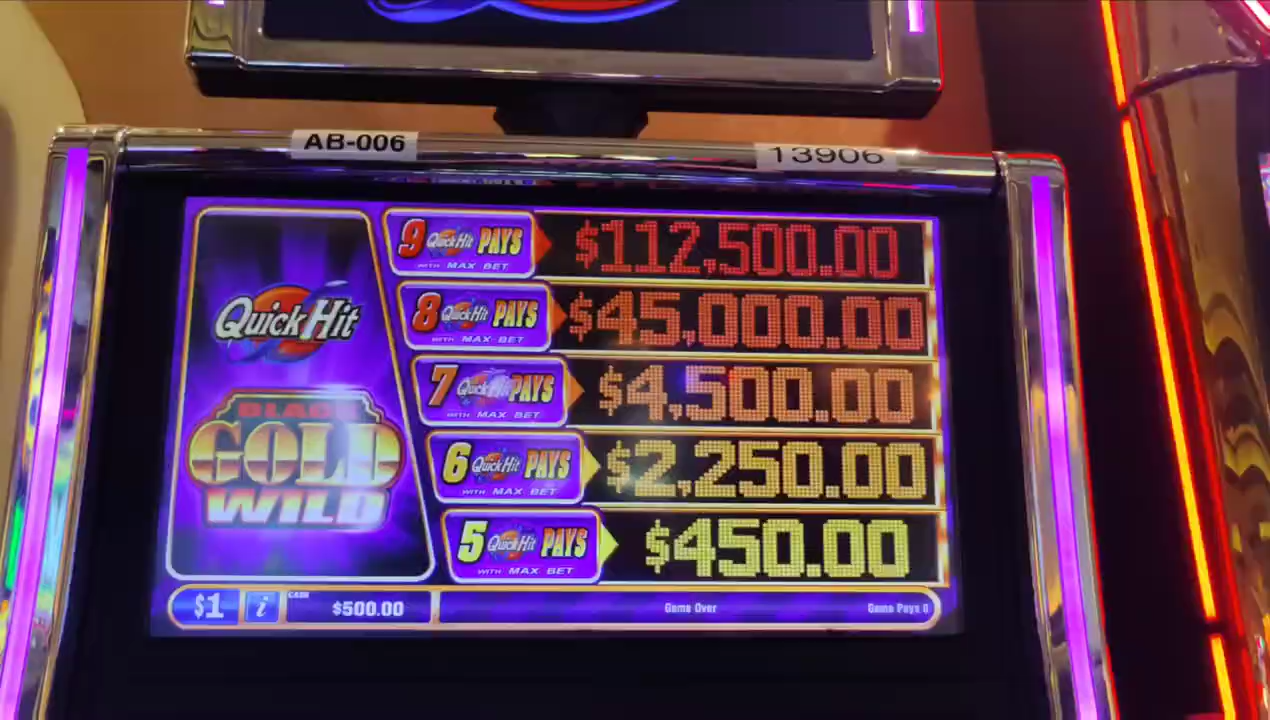 AB-006
13906
9 Quick Hit PAYS
WITH MAX BET
$112,500.00
8 Quick Hit PAYS
WITH MAX BET
$45,000.00
7 Quick Hit PAYS
WITH MAX BET
$4,500.00
6 Quick Hit PAYS
WITH MAX BET
$2,250.00
5 Quick Hit PAYS
WITH MAX BET
$450.00
Quick Hit
BLACK
GOLD
WILD
$1
i
CASH
$500.00
Game Over
Game Pays 0